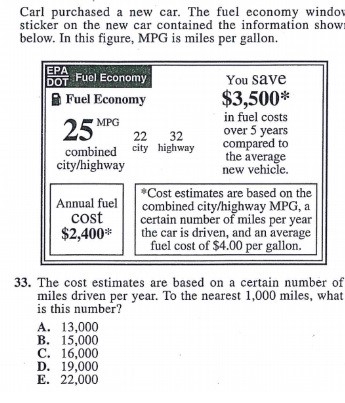 Carl purchased a new car. The fuel economy window
sticker on the new car contained the information shown
below. In this figure, MPG is miles per gallon.
EPA
DOT Fuel Economy
Fuel Economy
25 MPG
combined
city/highway
22 city
32 highway
You save
$3,500*
in fuel costs
over 5 years
compared to
the average
new vehicle.
Annual fuel
cost
$2,400*
*Cost estimates are based on the
combined city/highway MPG, a
certain number of miles per year
the car is driven, and an average
fuel cost of $4.00 per gallon.
33. The cost estimates are based on a certain number of
miles driven per year. To the nearest 1,000 miles, what
is this number?
A. 13,000
B. 15,000
C. 16,000
D. 19,000
E. 22,000